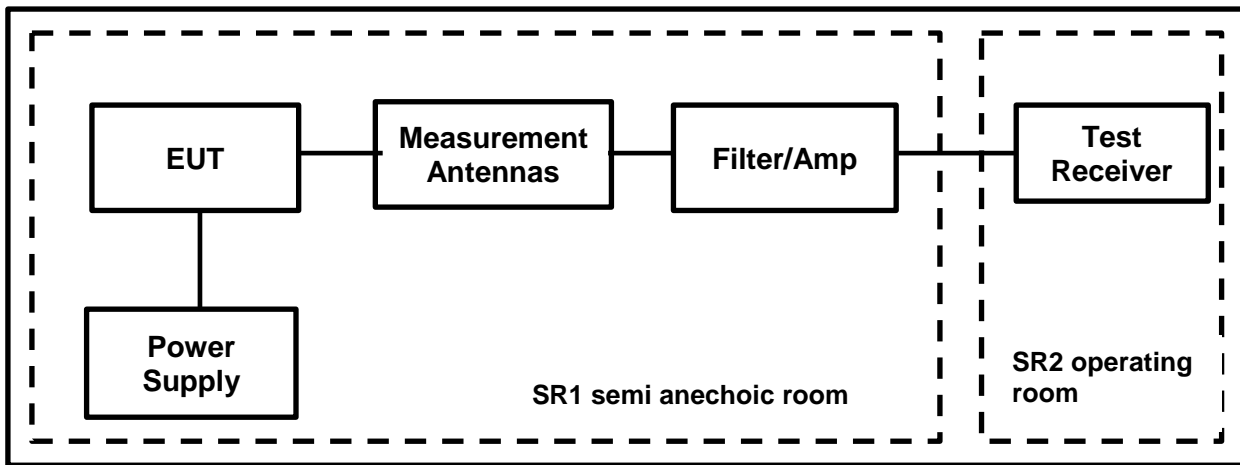 EUT
Measurement
Antennas
Filter/Amp
Test
Receiver
Power
Supply
SR1 semi anechoic room
SR2 operating
room